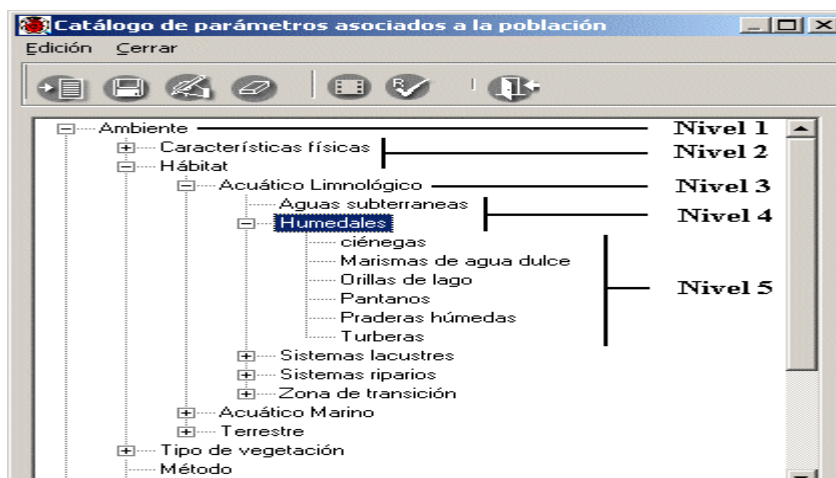 Catálogo de parámetros asociados a la población
Edición Cerrar
Ambiente Nivel 1
Características físicas Nivel 2
Hábitat
Acuático Limnológico Nivel 3
Aguas subterraneas Nivel 4
Humedales
ciénegas
Marismas de agua dulce
Orillas de lago Nivel 5
Pantanos
Praderas húmedas
Turberas
Sistemas lacustres
Sistemas riparios
Zona de transición
Acuático Marino
Terrestre
Tipo de vegetación
Método